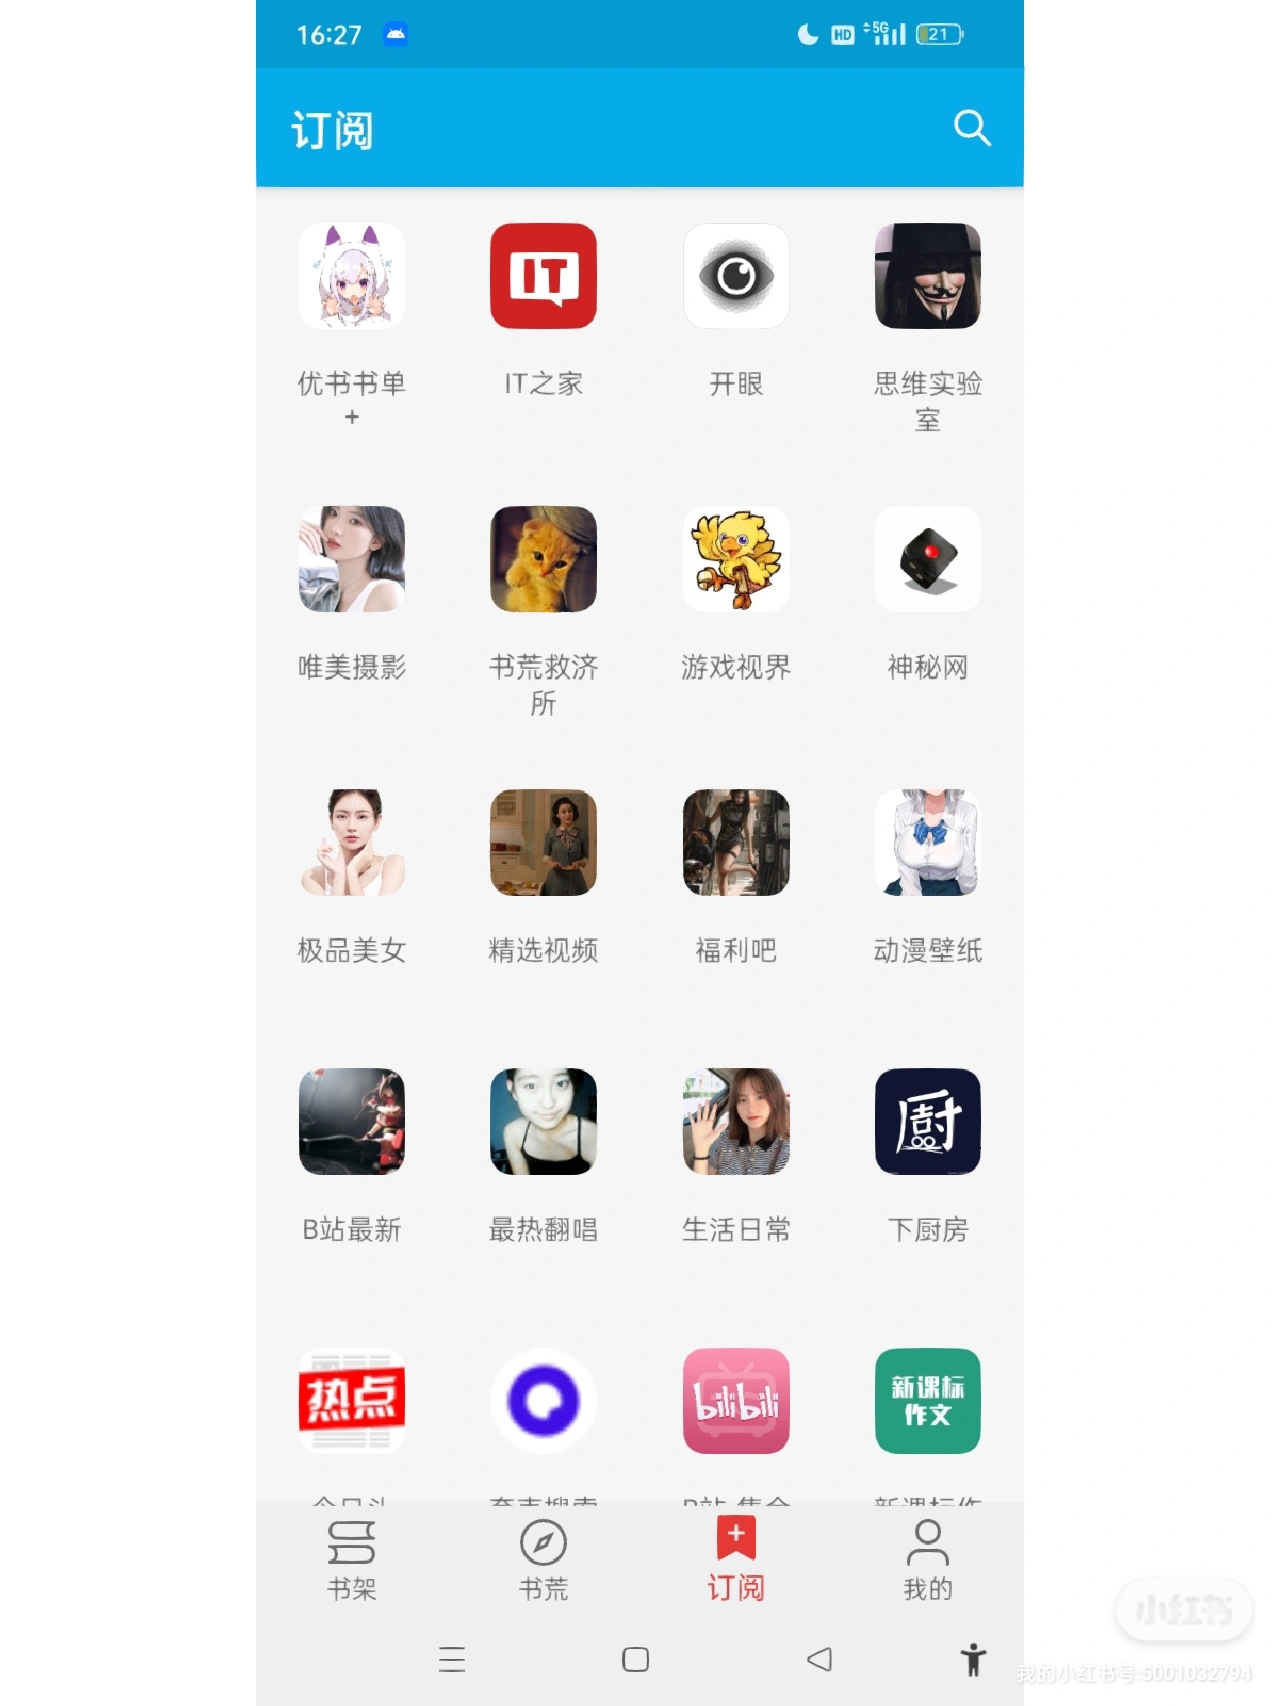 16:27
HD 5G 21
订阅
IT
优书书单
+
IT之家
开眼
思维实验
室
唯美摄影
书荒救济
所
游戏视界
神秘网
极品美女
精选视频
福利吧
动漫壁纸
厨
B站最新
最热翻唱
生活日常
下厨房
热点
bilibili
新课标
作文
书架
书荒
订阅
我的
小红书
我的小红书号:5001032794